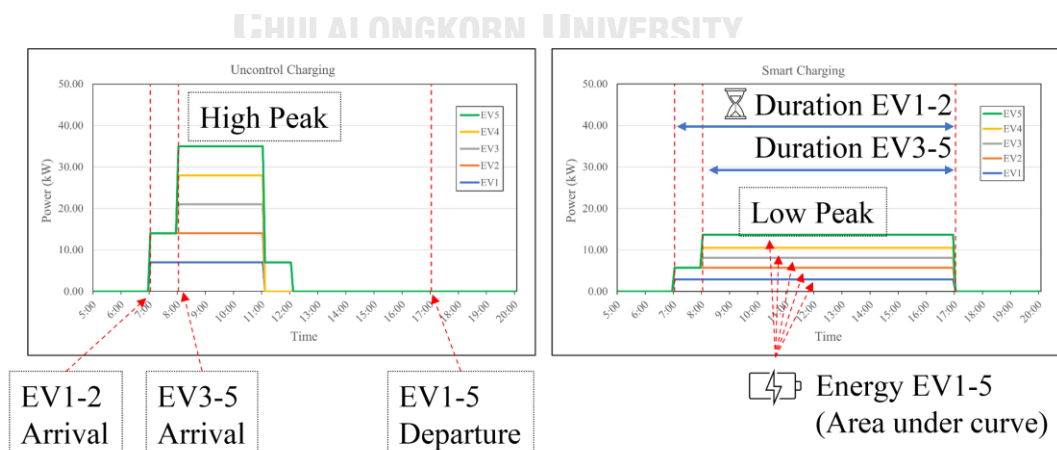 CHULALONGKORN UNIVERSITY
Uncontrol Charging
50.00
40.00
30.00
20.00
10.00
0.00
Power (kW)
High Peak
EV5
EV4
EV3
EV2
EV1
5:00
6:00
7:00
8:00
9:00
10:00
11:00
12:00
13:00
14:00
15:00
16:00
17:00
18:00
19:00
20:00
Time
EV1-2
Arrival
EV3-5
Arrival
EV1-5
Departure
Smart Charging
50.00
40.00
30.00
20.00
10.00
0.00
Power (kW)
Duration EV1-2
Duration EV3-5
Low Peak
EV5
EV4
EV3
EV2
EV1
5:00
6:00
7:00
8:00
9:00
10:00
11:00
12:00
13:00
14:00
15:00
16:00
17:00
18:00
19:00
20:00
Time
Energy EV1-5
(Area under curve)